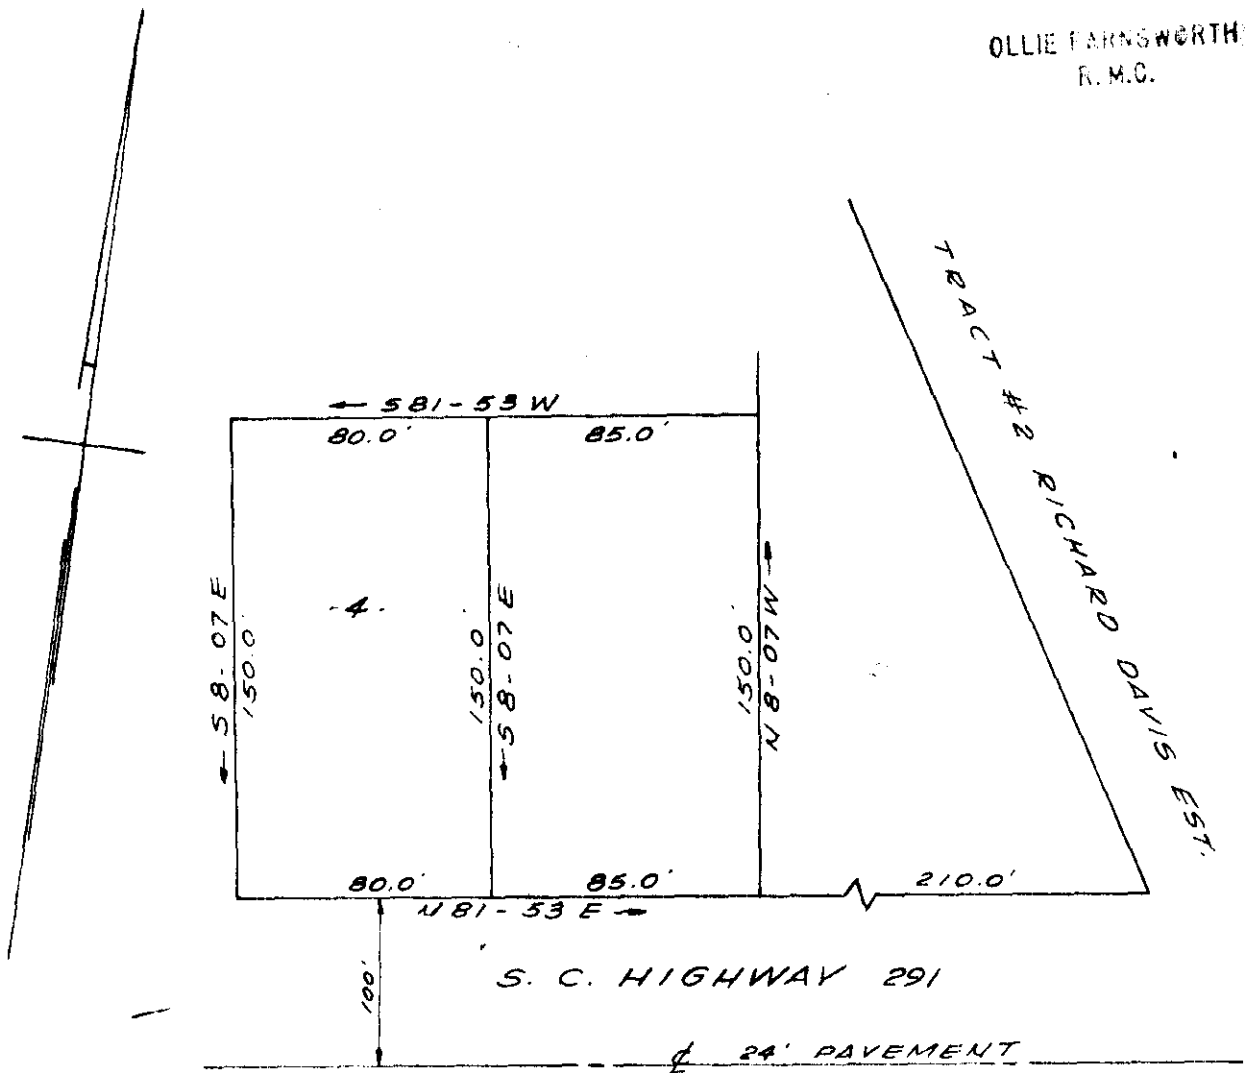 OLLIE FARNSWORTH
R. M. C.
TRACT #2 RICHARD DAVIS EST.
← S 81 - 53 W
80.0'
85.0'
← S 8 - 07 E
150.0'
- 4 -
150.0'
← S 8 - 07 E
150.0'
N 8 - 07 W →
80.0'
85.0'
210.0'
N 81 - 53 E →
100'
S. C. HIGHWAY 291
℄ 24' PAVEMENT